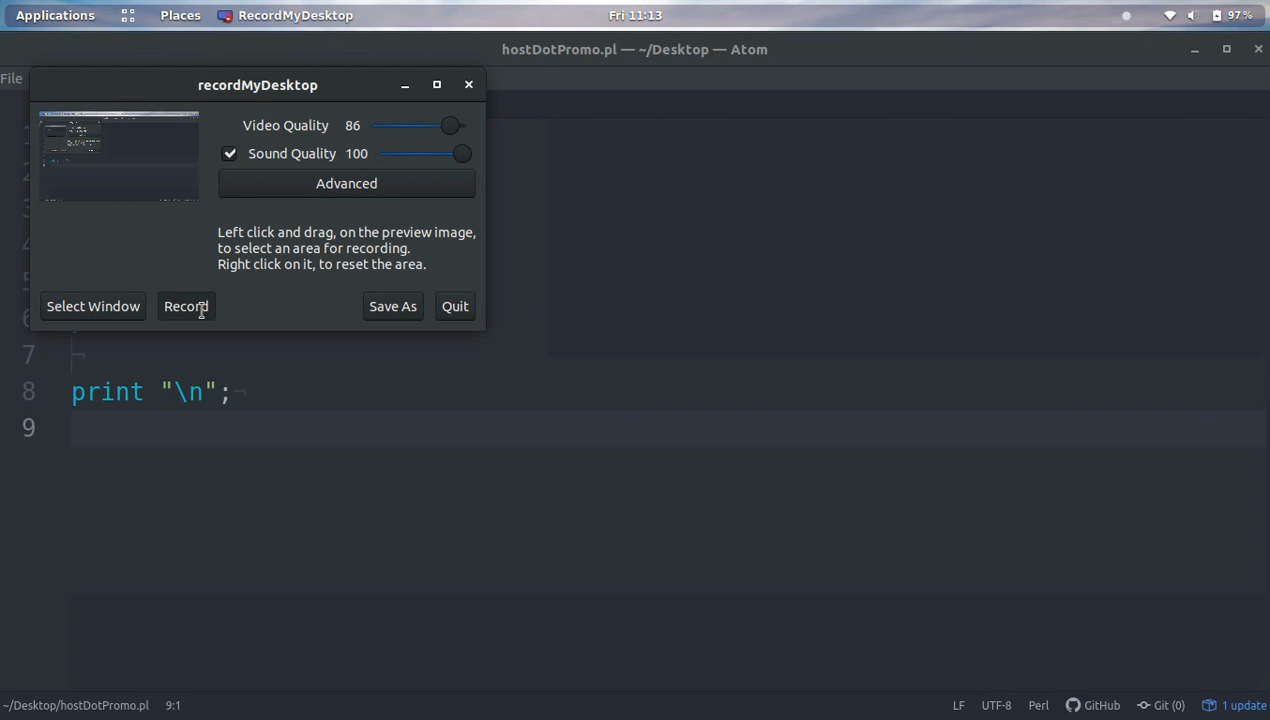 Applications Places RecordMyDesktop Fri 11:13 97%
hostDotPromo.pl — ~/Desktop — Atom
File
recordMyDesktop
Video Quality 86
Sound Quality 100
Advanced
Left click and drag, on the preview image,
to select an area for recording.
Right click on it, to reset the area.
Select Window Record Save As Quit
7 ¬
8 print "\n";¬
9
~/Desktop/hostDotPromo.pl 9:1 LF UTF-8 Perl GitHub Git (0) 1 update